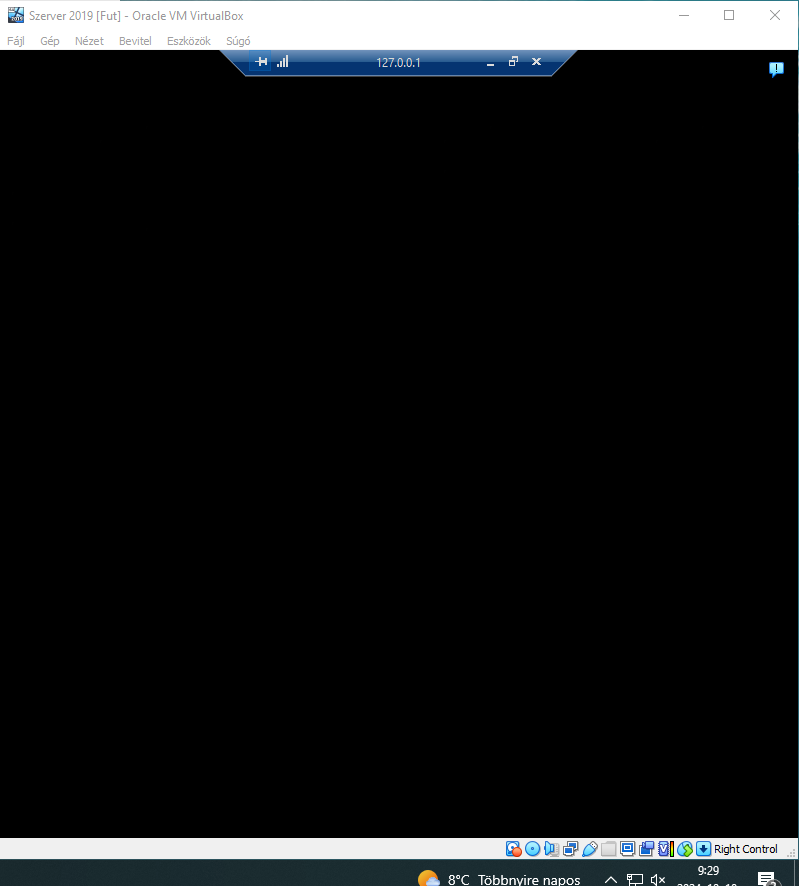 Szerver 2019 [Fut] - Oracle VM VirtualBox
Fájl Gép Nézet Bevitel Eszközök Súgó
127.0.0.1
Right Control
8°C Többnyire napos
9:29